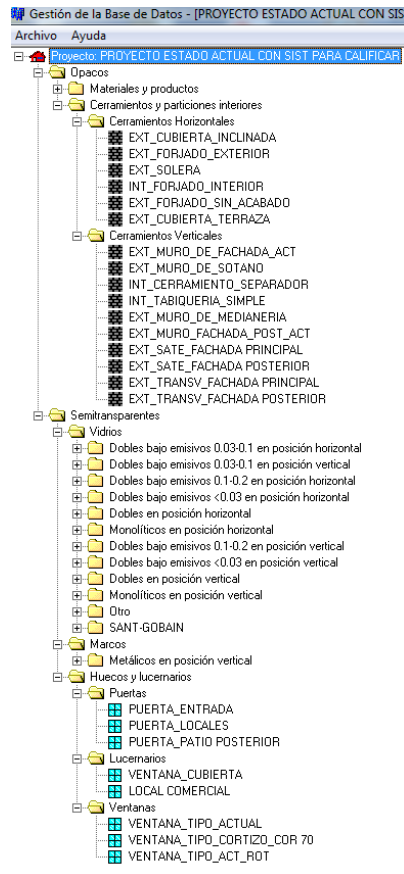 Gestión de la Base de Datos - [PROYECTO ESTADO ACTUAL CON SIS
Archivo Ayuda
Proyecto: PROYECTO ESTADO ACTUAL CON SIST PARA CALIFICAR
Opacos
Materiales y productos
Cerramientos y particiones interiores
Cerramientos Horizontales
EXT_CUBIERTA_INCLINADA
EXT_FORJADO_EXTERIOR
EXT_SOLERA
INT_FORJADO_INTERIOR
EXT_FORJADO_SIN_ACABADO
EXT_CUBIERTA_TERRAZA
Cerramientos Verticales
EXT_MURO_DE_FACHADA_ACT
EXT_MURO_DE_SOTANO
INT_CERRAMIENTO_SEPARADOR
INT_TABIQUERIA_SIMPLE
EXT_MURO_DE_MEDIANERIA
EXT_MURO_FACHADA_POST_ACT
EXT_SATE_FACHADA PRINCIPAL
EXT_SATE_FACHADA POSTERIOR
EXT_TRANSV_FACHADA PRINCIPAL
EXT_TRANSV_FACHADA POSTERIOR
Semitransparentes
Vidrios
Dobles bajo emisivos 0.03-0.1 en posición horizontal
Dobles bajo emisivos 0.03-0.1 en posición vertical
Dobles bajo emisivos 0.1-0.2 en posición horizontal
Dobles bajo emisivos <0.03 en posición horizontal
Dobles en posición horizontal
Monolíticos en posición horizontal
Dobles bajo emisivos 0.1-0.2 en posición vertical
Dobles bajo emisivos <0.03 en posición vertical
Dobles en posición vertical
Monolíticos en posición vertical
Otro
SANT-GOBAIN
Marcos
Metálicos en posición vertical
Huecos y lucernarios
Puertas
PUERTA_ENTRADA
PUERTA_LOCALES
PUERTA_PATIO POSTERIOR
Lucernarios
VENTANA_CUBIERTA
LOCAL COMERCIAL
Ventanas
VENTANA_TIPO_ACTUAL
VENTANA_TIPO_CORTIZO_COR 70
VENTANA_TIPO_ACT_ROT